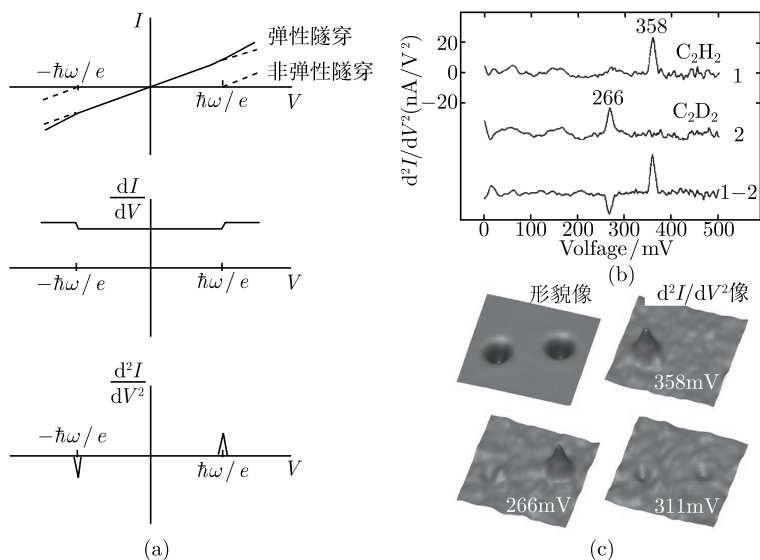 I
弹性隧穿
−ℏω/e
非弹性隧穿
ℏω/e
V
dI
dV
−ℏω/e
ℏω/e
V
d²I
dV²
−ℏω/e
ℏω/e
V
(a)
d²I/dV²(nA/V²)
20
0
−20
358
C₂H₂
1
266
C₂D₂
2
1−2
0 100 200 300 400 500
Volfage/mV
(b)
形貌像
d²I/dV²像
358mV
266mV
311mV
(c)